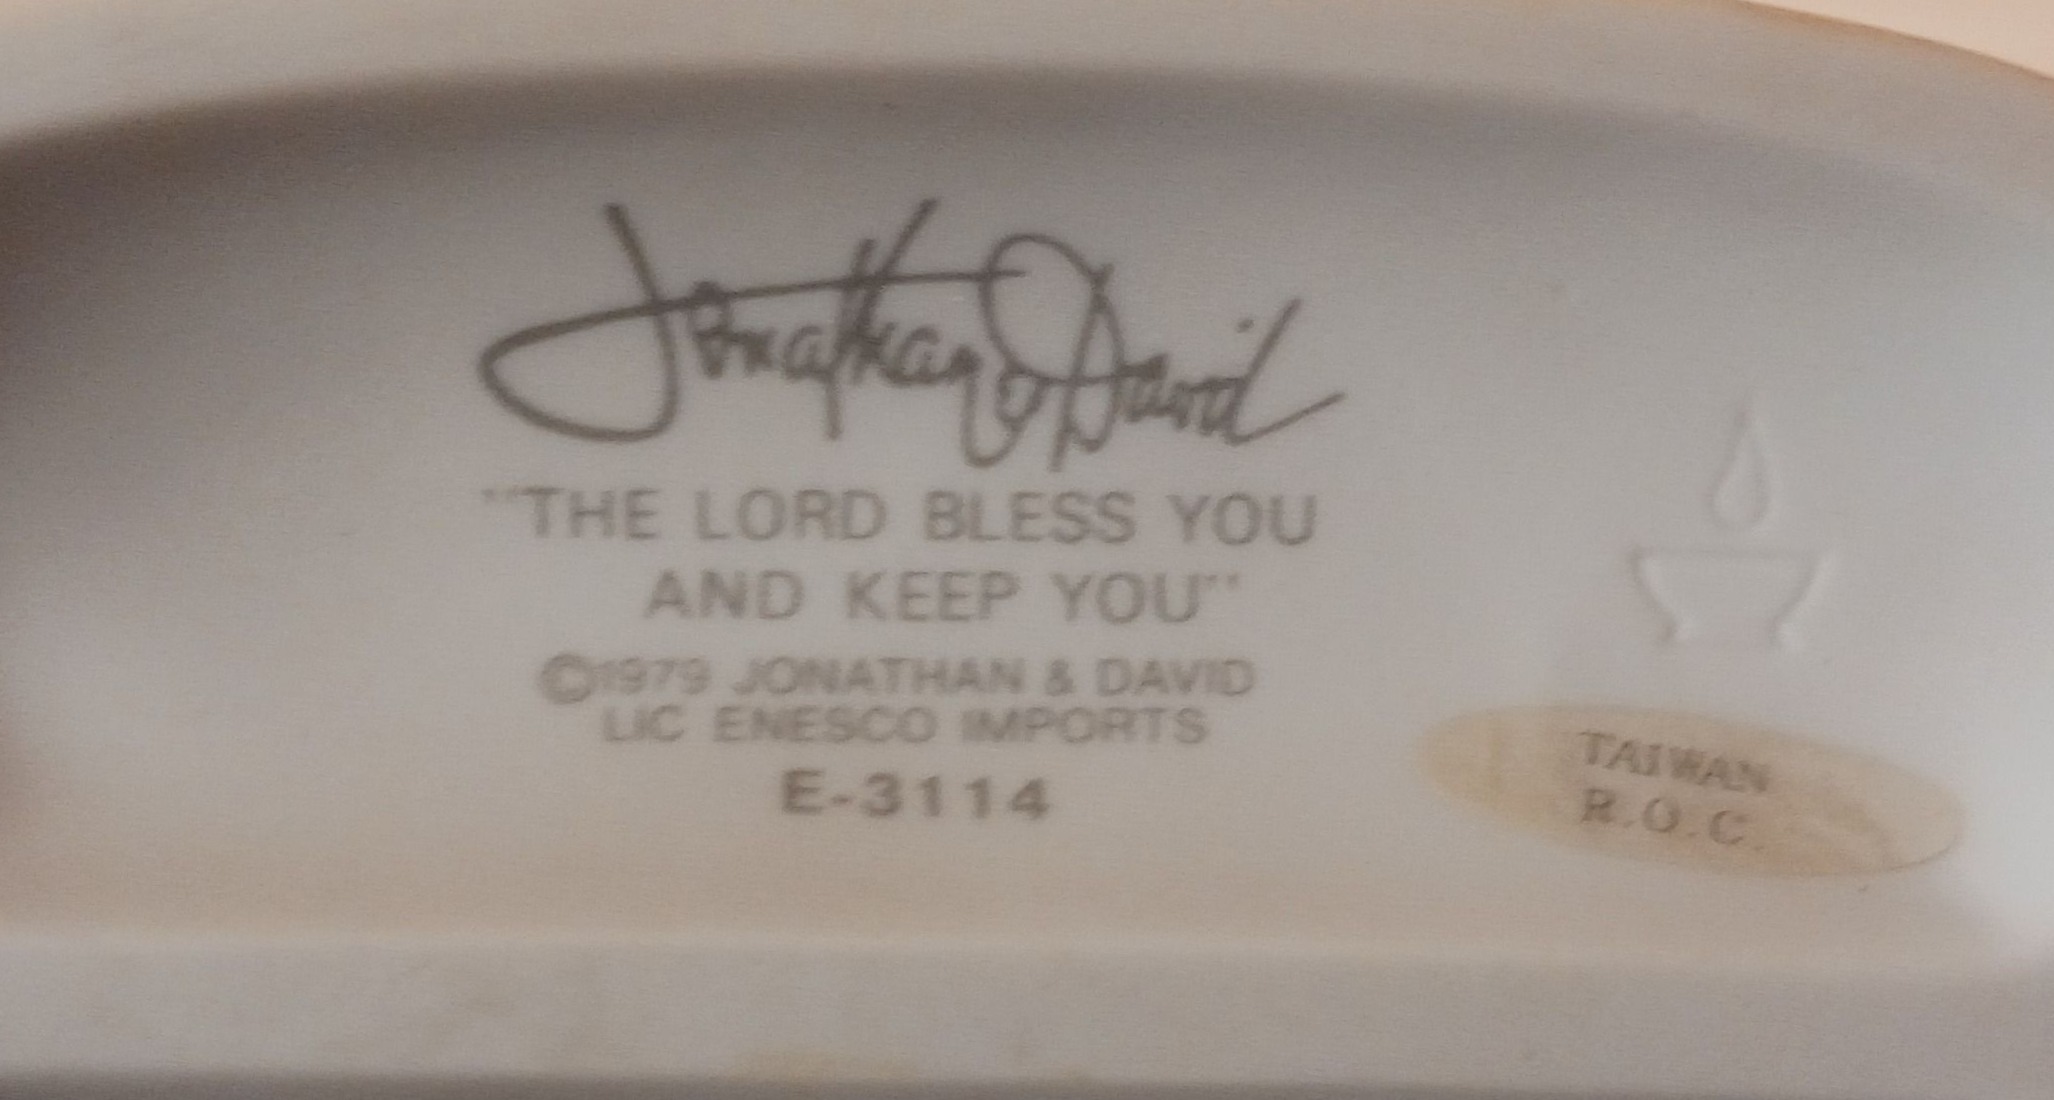 Jonathan & David
"THE LORD BLESS YOU
AND KEEP YOU"
©1979 JONATHAN & DAVID
LIC ENESCO IMPORTS
E-3114
TAIWAN
R.O.C.